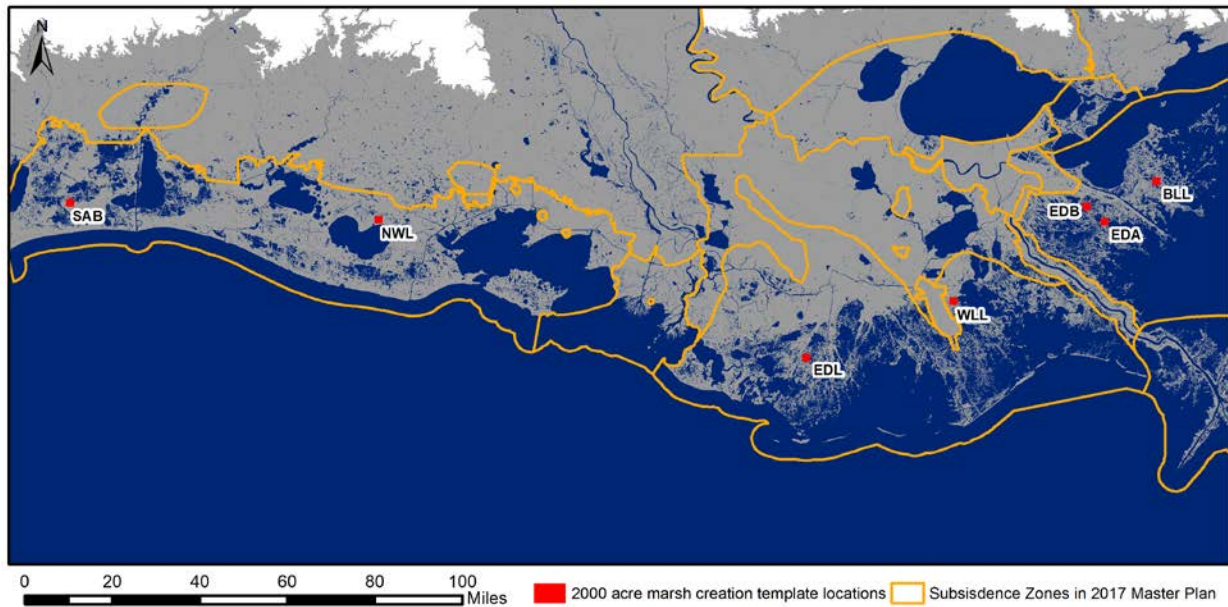 N
SAB
NWL
BLL
EDB
EDA
WLL
EDL
0 20 40 60 80 100
Miles
2000 acre marsh creation template locations
Subsisdence Zones in 2017 Master Plan